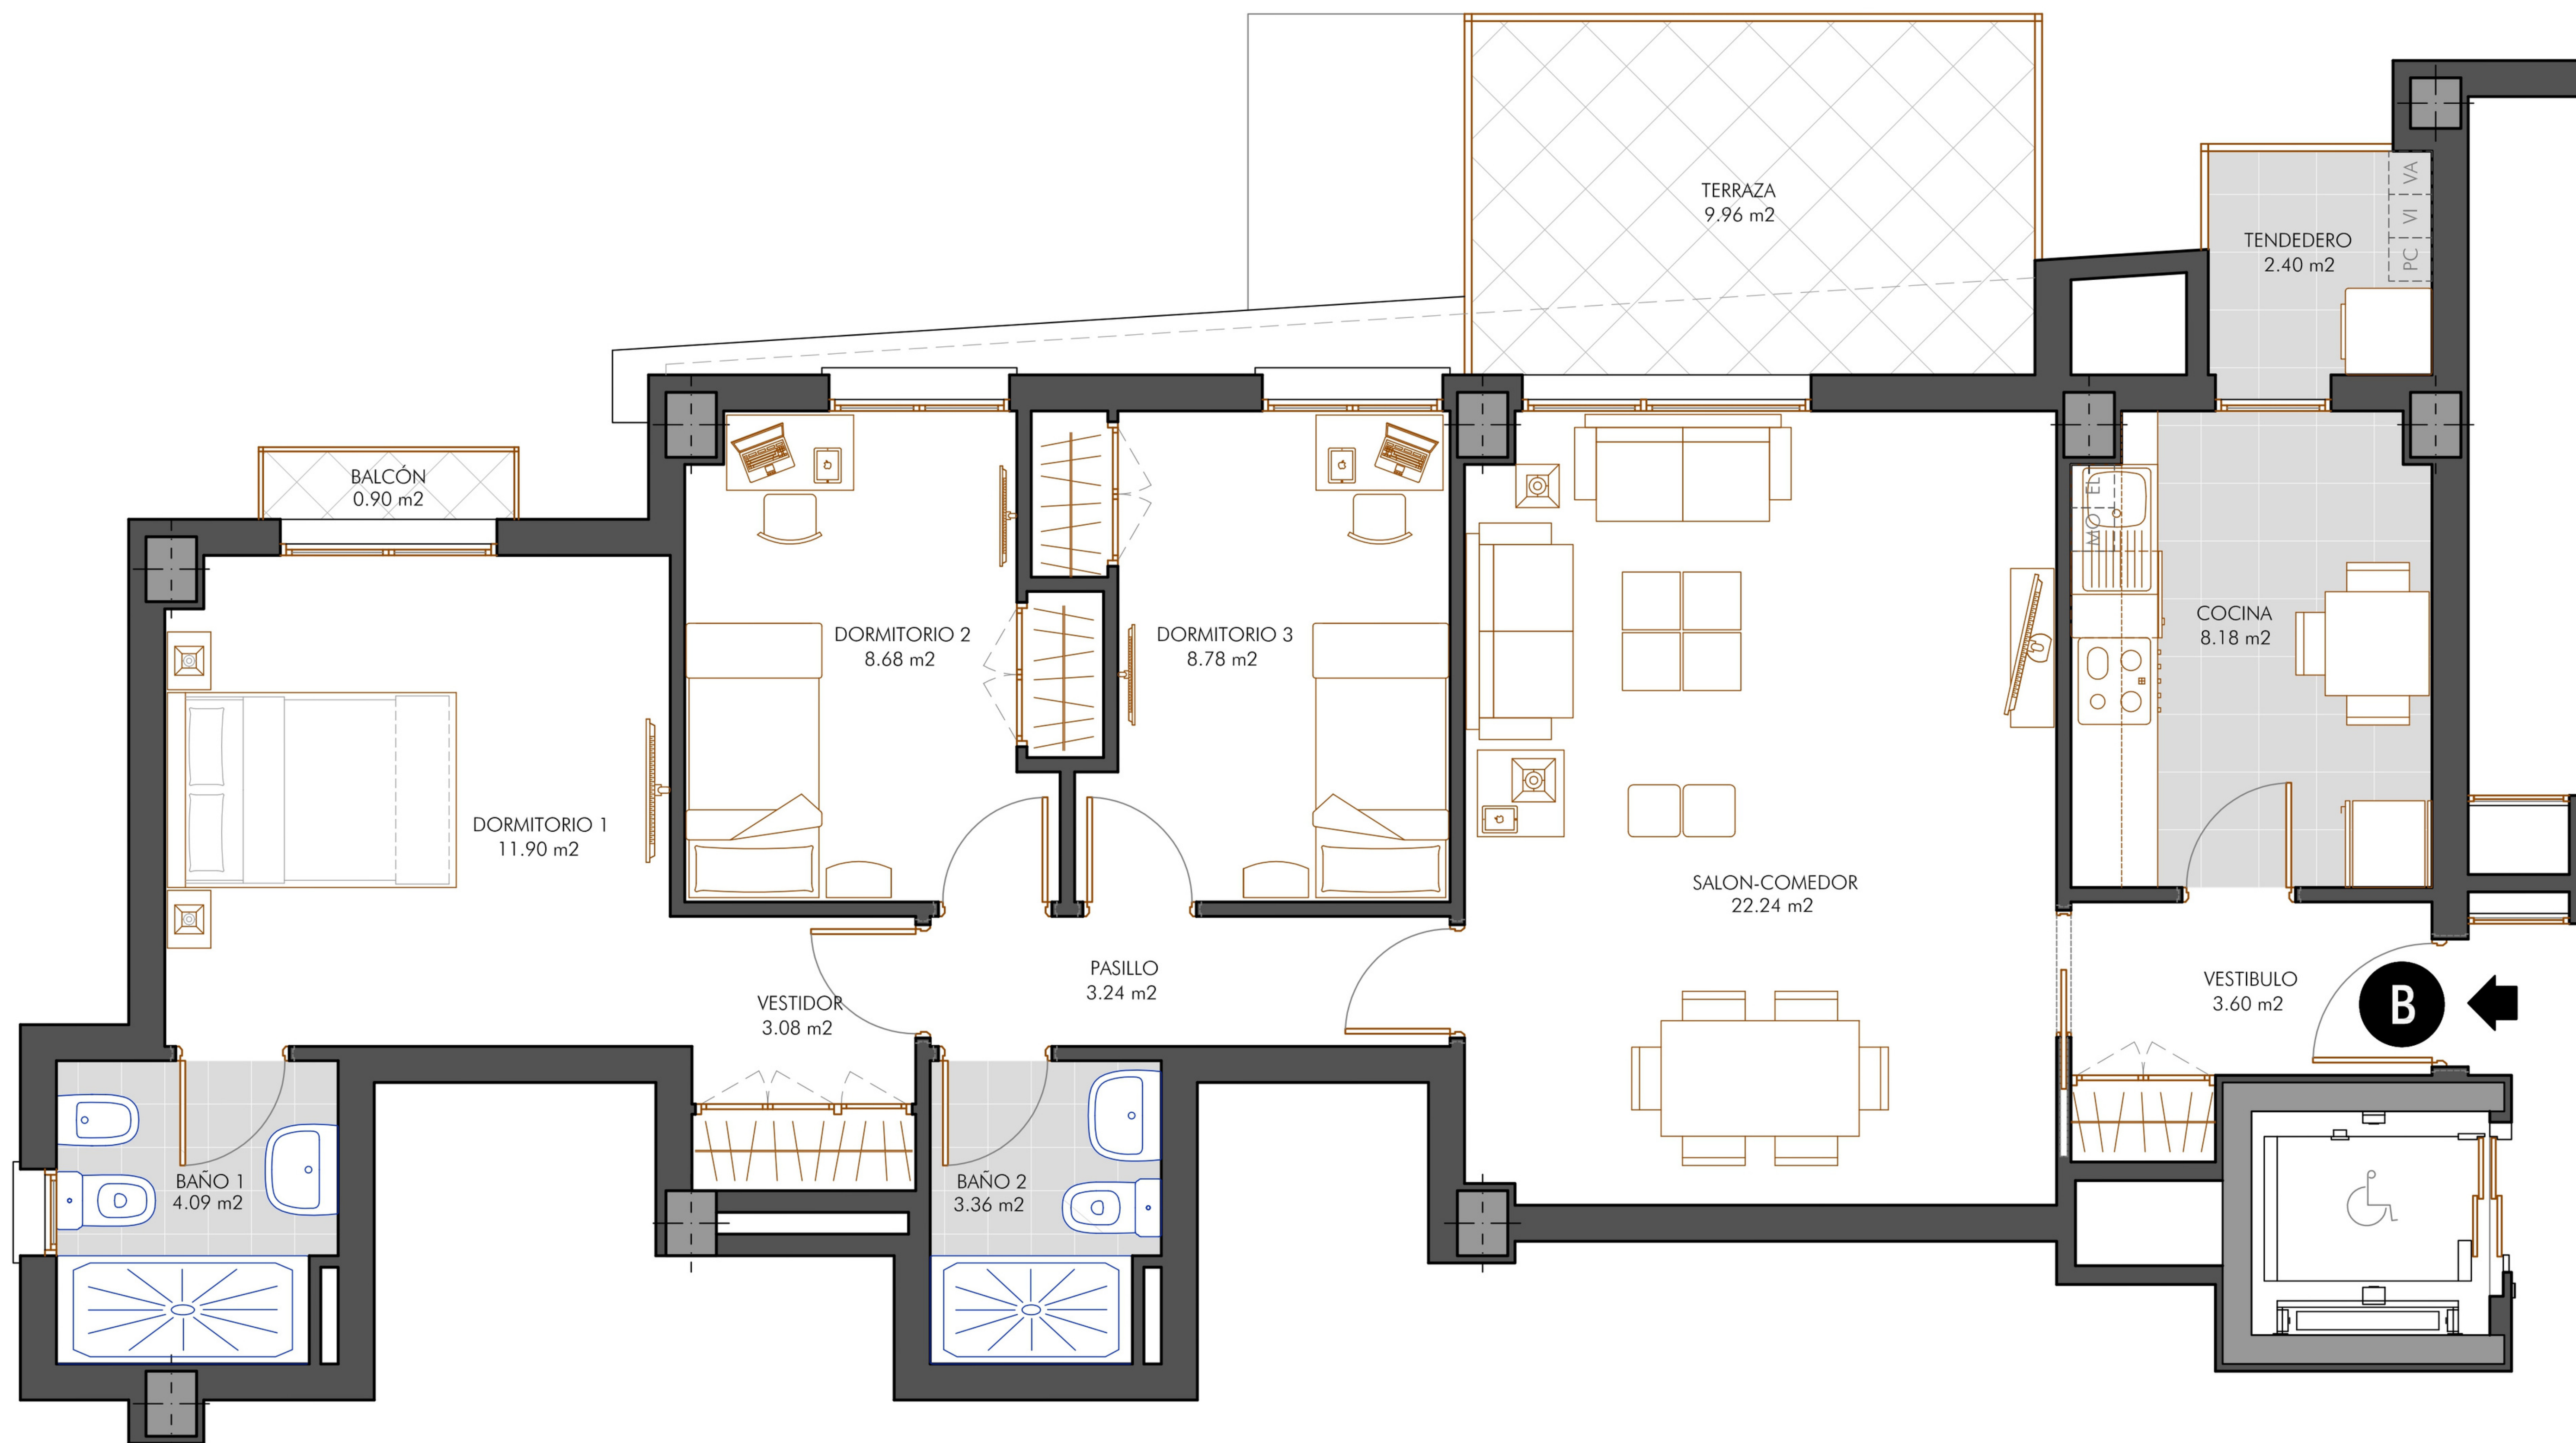 TERRAZA
9.96 m2
VA
VI
PC
TENDEDERO
2.40 m2
BALCÓN
0.90 m2
EL
MO
DORMITORIO 2
8.68 m2
DORMITORIO 3
8.78 m2
COCINA
8.18 m2
DORMITORIO 1
11.90 m2
SALON-COMEDOR
22.24 m2
PASILLO
3.24 m2
VESTIDOR
3.08 m2
VESTIBULO
3.60 m2
B
BAÑO 1
4.09 m2
BAÑO 2
3.36 m2